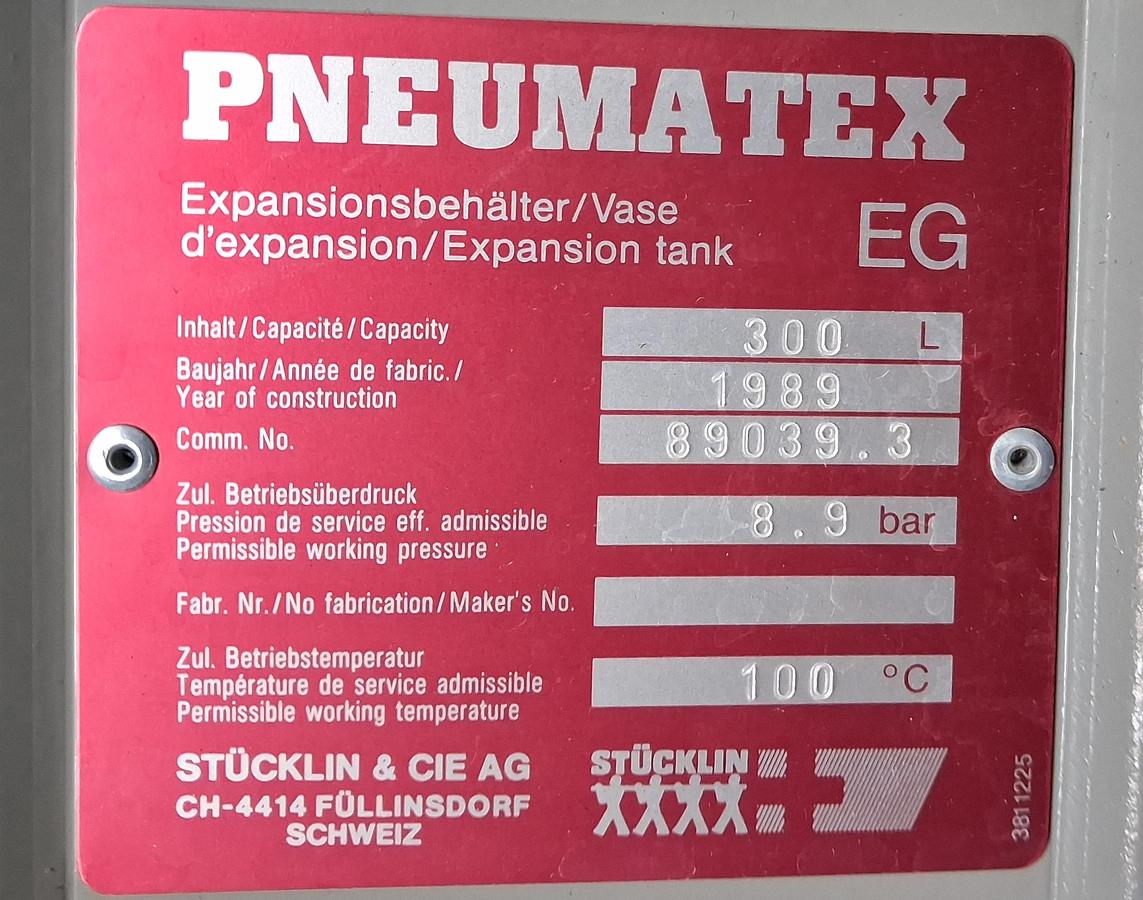 PNEUMATEX
Expansionsbehälter/Vase
d'expansion/Expansion tank
EG
Inhalt/Capacité/Capacity
300 L
Baujahr/Année de fabric./
Year of construction
1989
Comm. No.
89039.3
Zul. Betriebsüberdruck
Pression de service eff. admissible
Permissible working pressure
8.9 bar
Fabr. Nr./No fabrication/Maker's No.
Zul. Betriebstemperatur
Température de service admissible
Permissible working temperature
100 °C
STÜCKLIN & CIE AG
CH-4414 FÜLLINSDORF
SCHWEIZ
STÜCKLIN
3811225